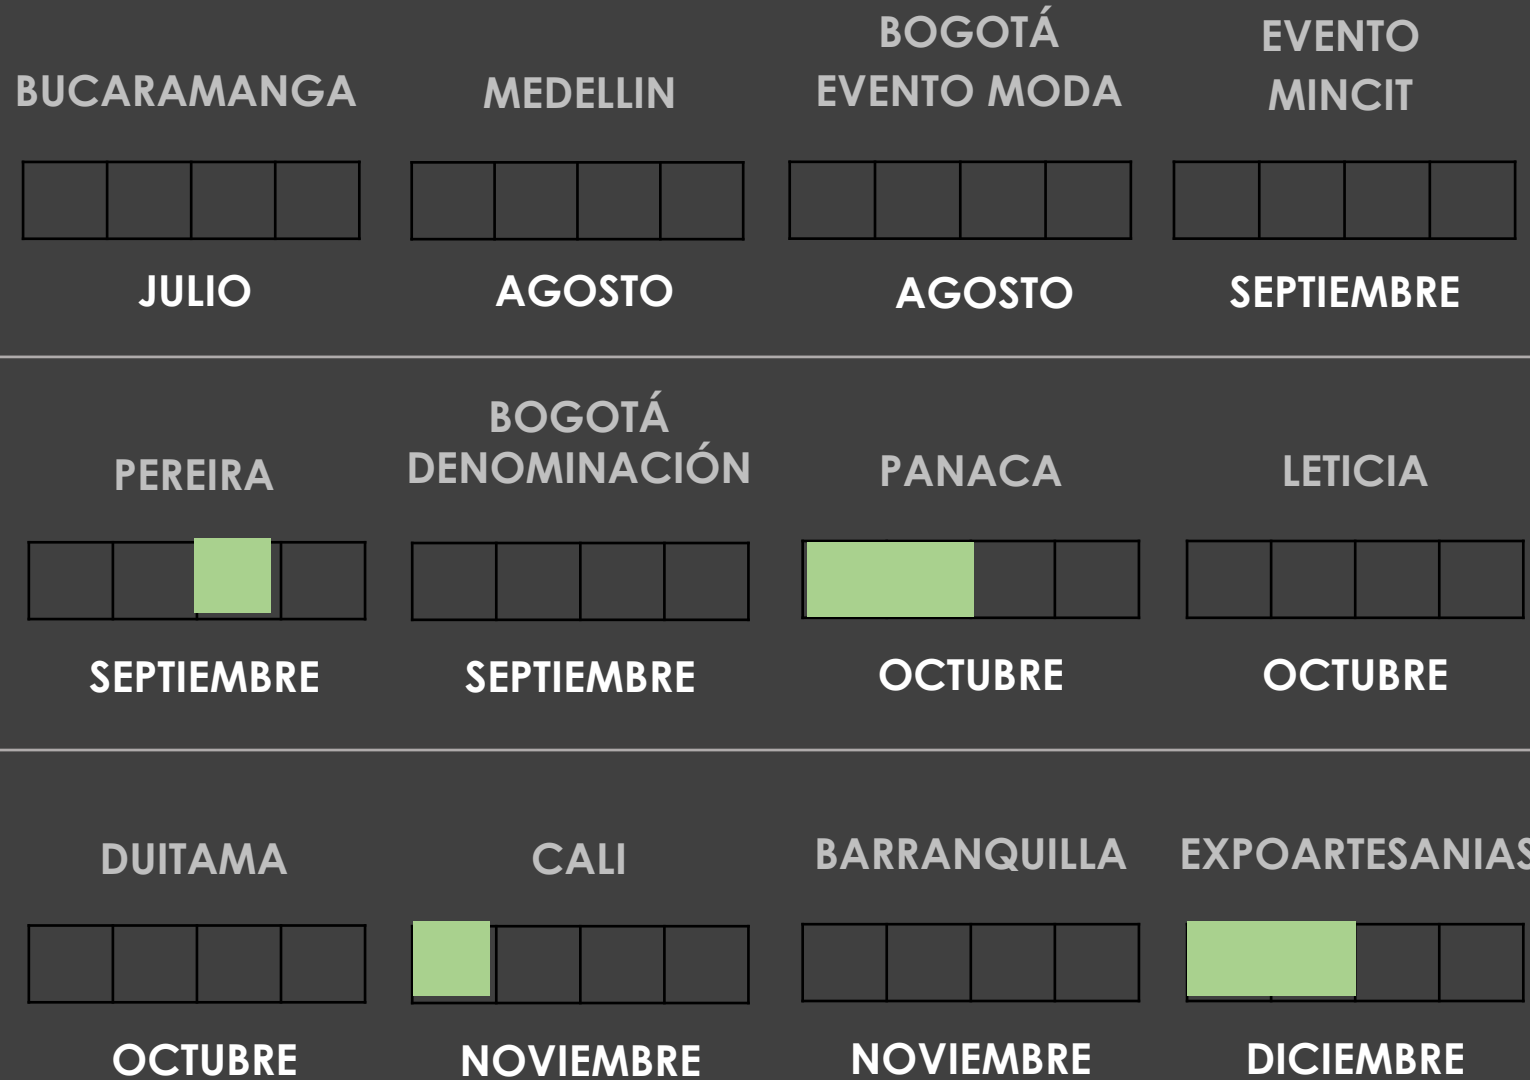 BUCARAMANGA
MEDELLIN
BOGOTÁ
EVENTO MODA
EVENTO
MINCIT
JULIO
AGOSTO
AGOSTO
SEPTIEMBRE
PEREIRA
BOGOTÁ
DENOMINACIÓN
PANACA
LETICIA
SEPTIEMBRE
SEPTIEMBRE
OCTUBRE
OCTUBRE
DUITAMA
CALI
BARRANQUILLA
EXPOARTESANIAS
OCTUBRE
NOVIEMBRE
NOVIEMBRE
DICIEMBRE